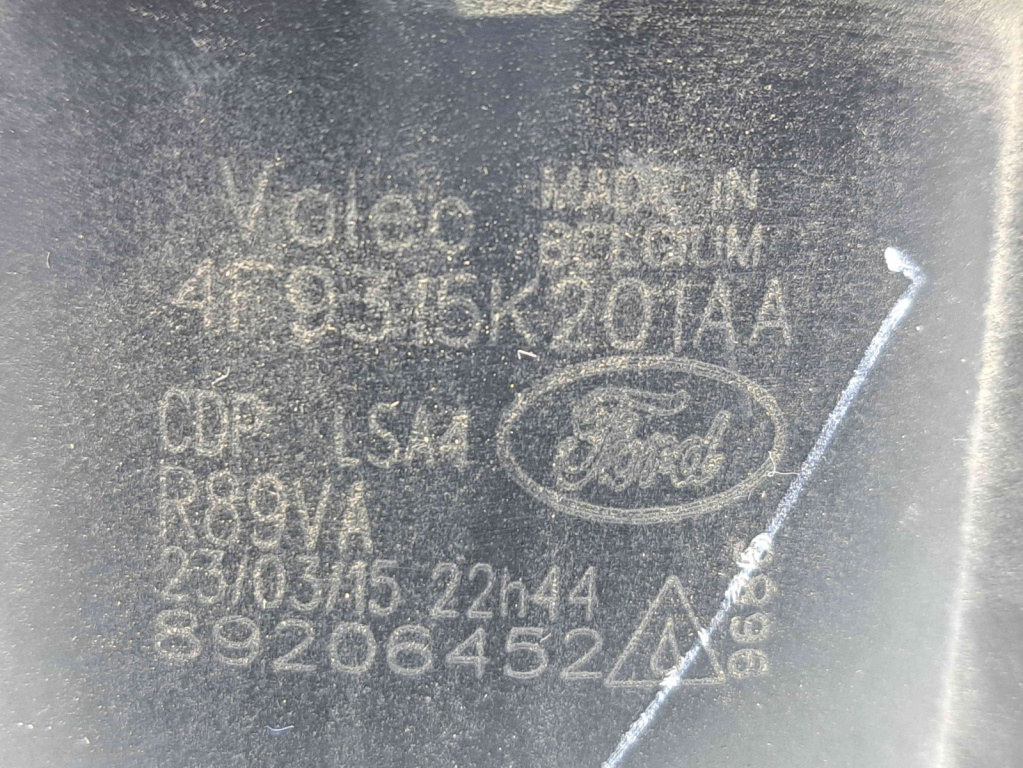 Valeo
MADE IN
BELGIUM
4F9315K201AA
CDP LSA4
Ford
R89VA
23/03/15 22h44
89206452